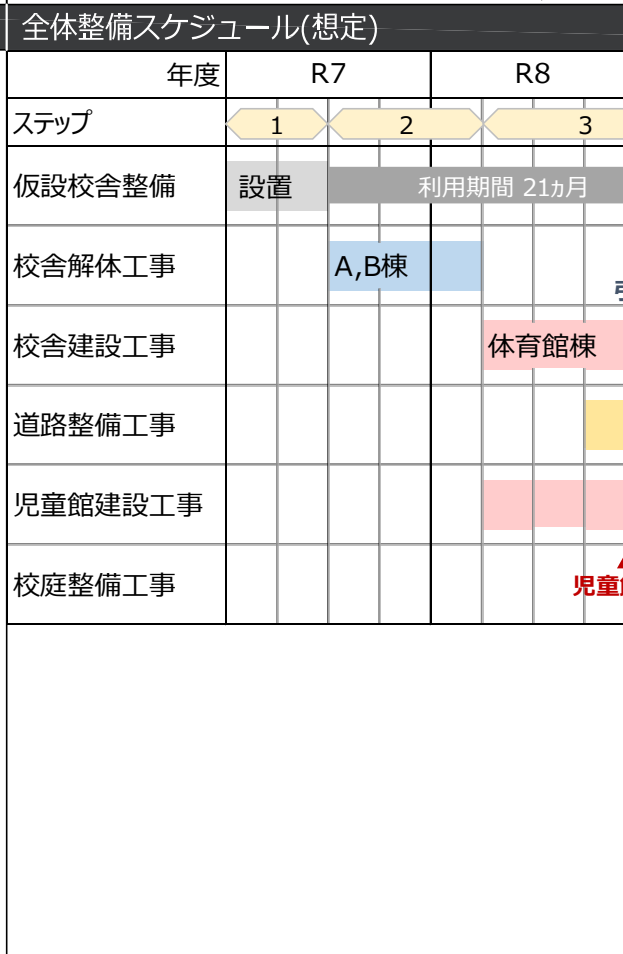 全体整備スケジュール(想定)
年度 R7 R8
ステップ 1 2 3
仮設校舎整備 設置 利用期間 21ヵ月
校舎解体工事 A,B棟
校舎建設工事 体育館棟
道路整備工事
児童館建設工事
校庭整備工事 児童